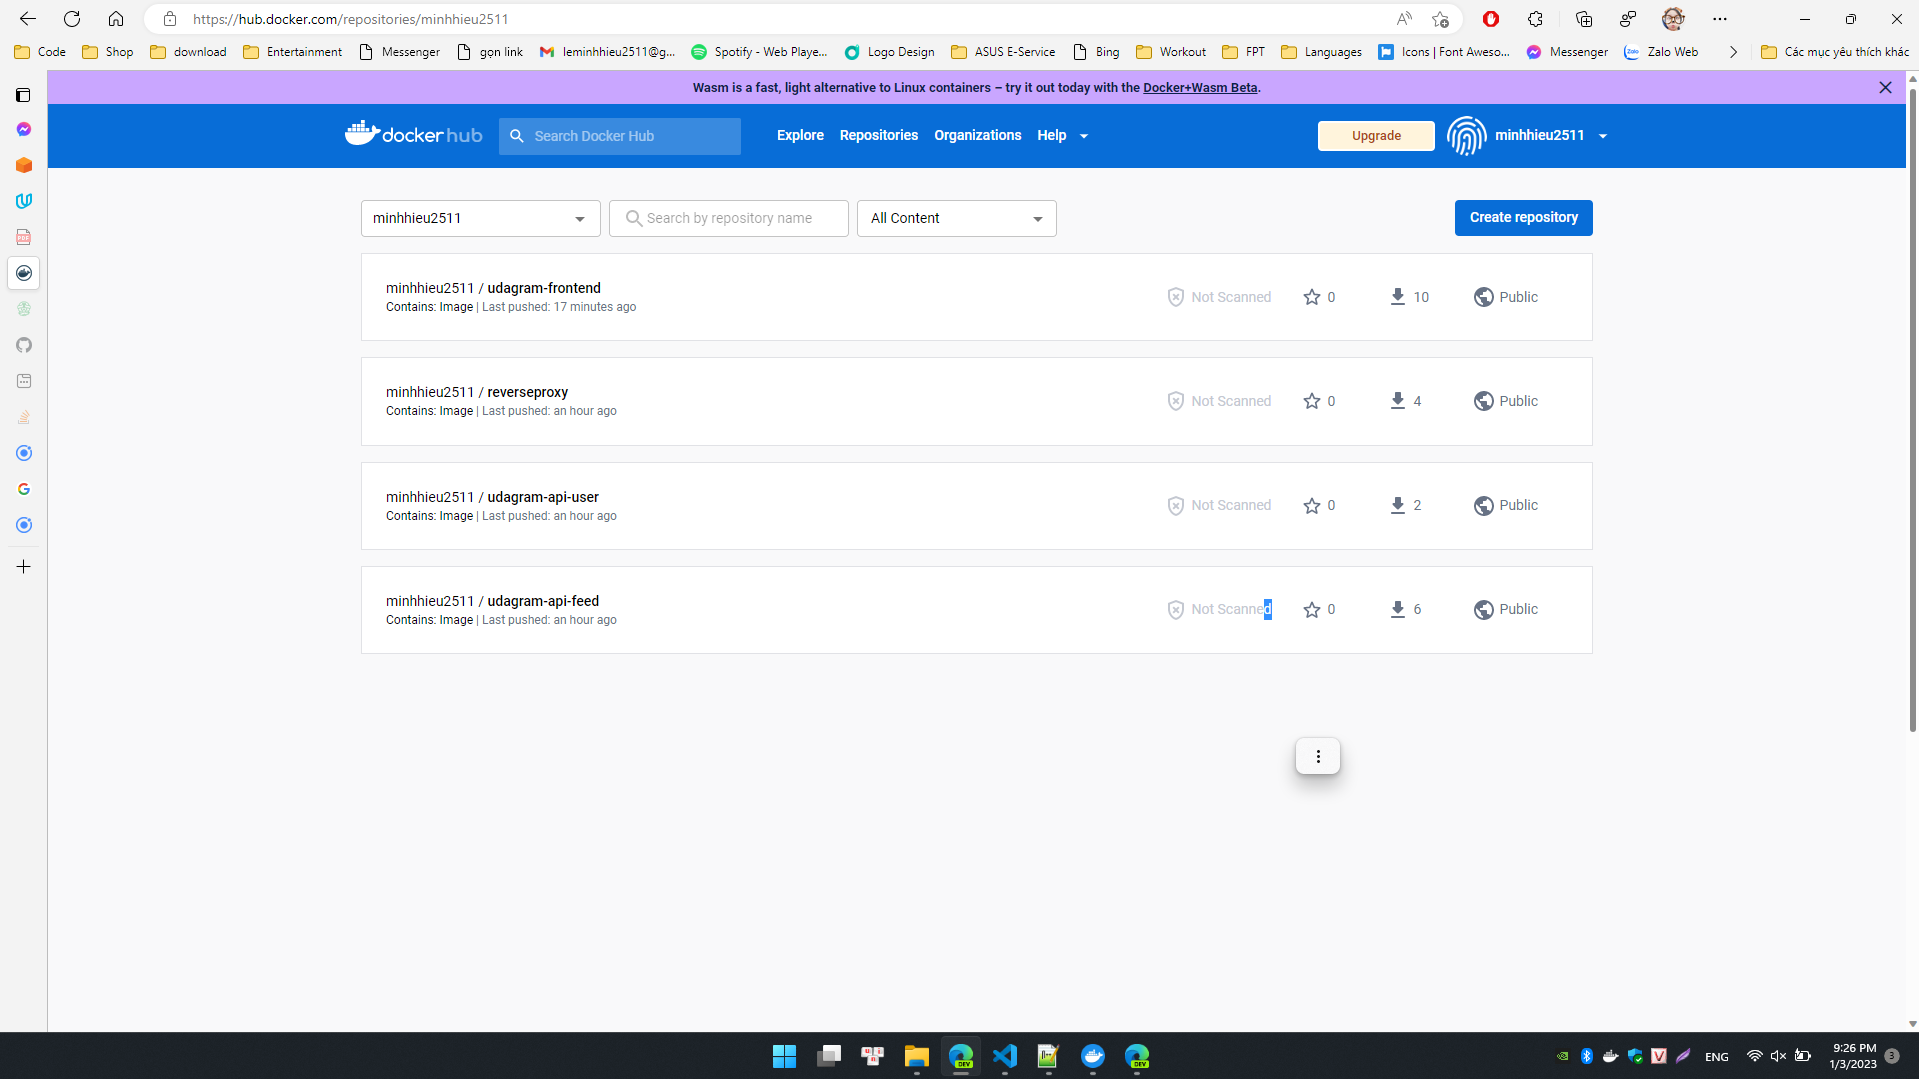 https://hub.docker.com/repositories/minhhieu2511
Code Shop download Entertainment Messenger gọn link leminhhieu2511@g... Spotify - Web Playe... Logo Design ASUS E-Service Bing Workout FPT Languages Icons | Font Aweso... Messenger Zalo Web Các mục yêu thích khác
Wasm is a fast, light alternative to Linux containers – try it out today with the Docker+Wasm Beta.
docker hub Search Docker Hub Explore Repositories Organizations Help Upgrade minhhieu2511
minhhieu2511 Search by repository name All Content Create repository
minhhieu2511 / udagram-frontend
Contains: Image | Last pushed: 17 minutes ago
Not Scanned 0 10 Public
minhhieu2511 / reverseproxy
Contains: Image | Last pushed: an hour ago
Not Scanned 0 4 Public
minhhieu2511 / udagram-api-user
Contains: Image | Last pushed: an hour ago
Not Scanned 0 2 Public
minhhieu2511 / udagram-api-feed
Contains: Image | Last pushed: an hour ago
Not Scanned 0 6 Public
ENG
9:26 PM
1/3/2023
3